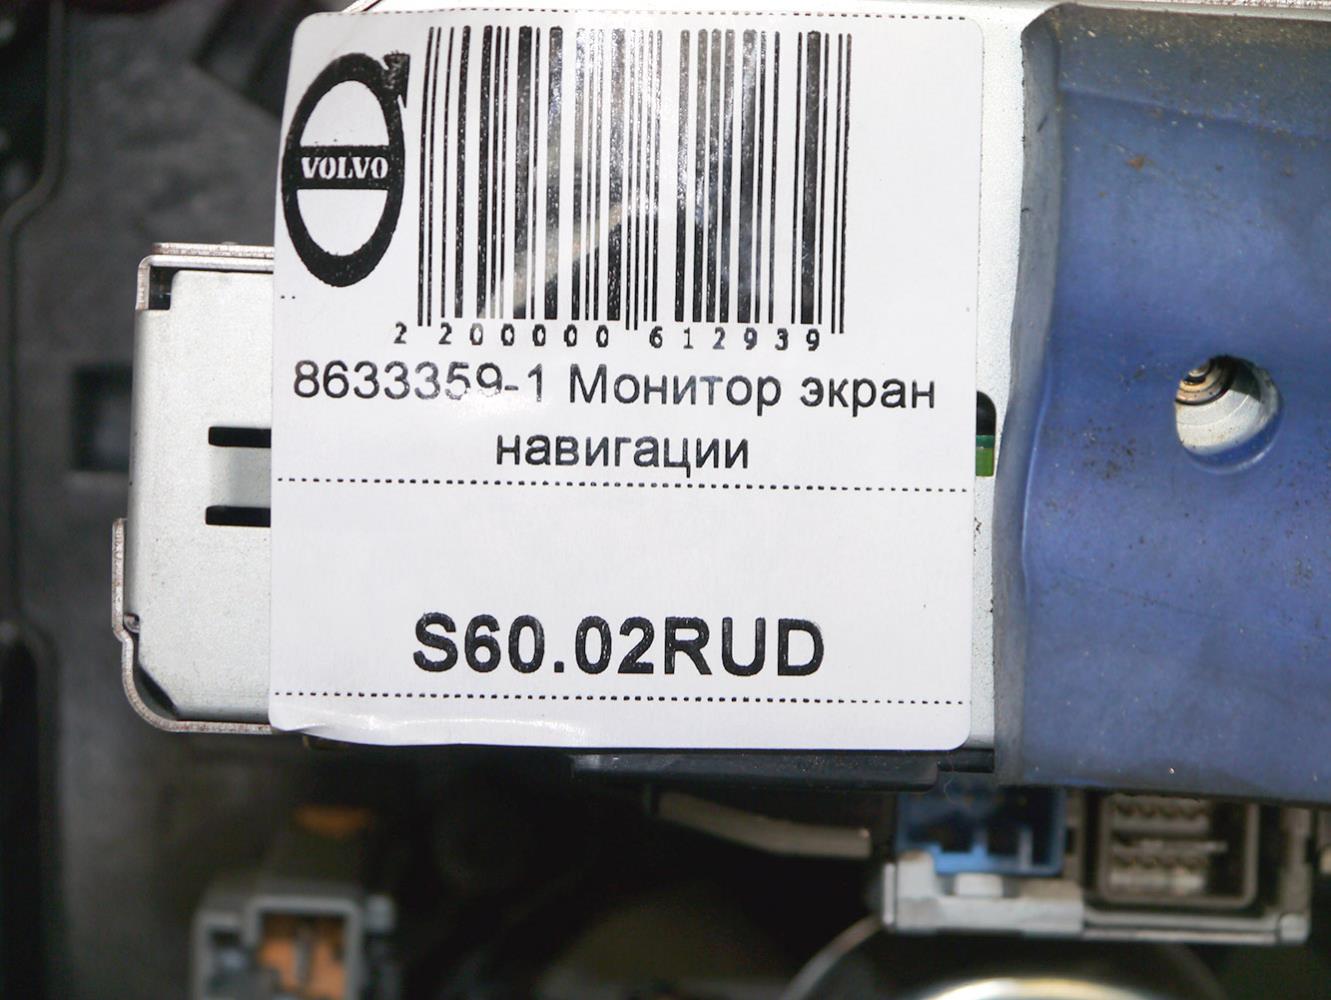 VOLVO
2 200000 612939
8633359-1 Монитор экран
навигации
S60.02RUD